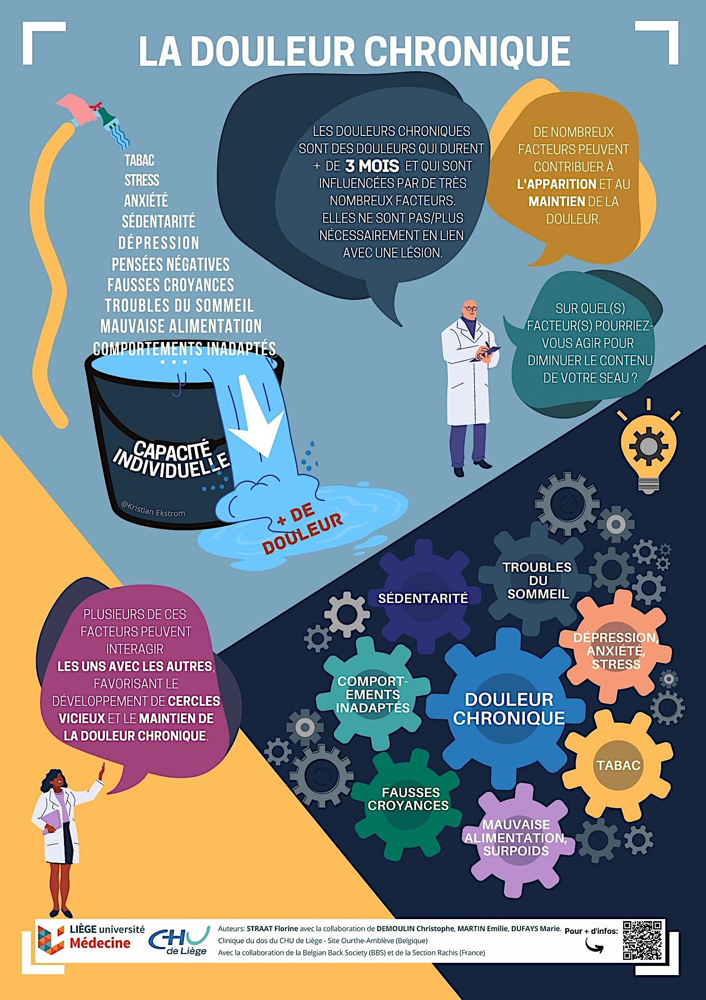 LA DOULEUR CHRONIQUE
TABAC
STRESS
ANXIÉTÉ
SÉDENTARITÉ
DÉPRESSION
PENSÉES NÉGATIVES
FAUSSES CROYANCES
TROUBLES DU SOMMEIL
MAUVAISE ALIMENTATION
COMPORTEMENTS INADAPTÉS
...
CAPACITÉ
INDIVIDUELLE
@Kristian Ekstrom
+ DE
DOULEUR
LES DOULEURS CHRONIQUES
SONT DES DOULEURS QUI DURENT
+ DE 3 MOIS ET QUI SONT
INFLUENCÉES PAR DE TRÈS
NOMBREUX FACTEURS.
ELLES NE SONT PAS/PLUS
NÉCESSAIREMENT EN LIEN
AVEC UNE LÉSION.
DE NOMBREUX
FACTEURS PEUVENT
CONTRIBUER À
L'APPARITION ET AU
MAINTIEN DE LA
DOULEUR.
SUR QUEL(S)
FACTEUR(S) POURRIEZ-
VOUS AGIR POUR
DIMINUER LE CONTENU
DE VOTRE SEAU ?
PLUSIEURS DE CES
FACTEURS PEUVENT
INTERAGIR
LES UNS AVEC LES AUTRES,
FAVORISANT LE
DÉVELOPPEMENT DE CERCLES
VICIEUX ET LE MAINTIEN DE
LA DOULEUR CHRONIQUE.
SÉDENTARITÉ
TROUBLES
DU
SOMMEIL
DÉPRESSION,
ANXIÉTÉ,
STRESS
COMPORT-
EMENTS
INADAPTÉS
DOULEUR
CHRONIQUE
TABAC
FAUSSES
CROYANCES
MAUVAISE
ALIMENTATION,
SURPOIDS
LIÈGE université
Médecine
CHU
de Liège
Auteurs: STRAAT Florine avec la collaboration de DEMOULIN Christophe, MARTIN Emilie, DUFAYS Marie.
Clinique du dos du CHU de Liège - Site Ourthe-Amblève (Belgique)
Avec la collaboration de la Belgian Back Society (BBS) et de la Section Rachis (France)
Pour + d'infos: